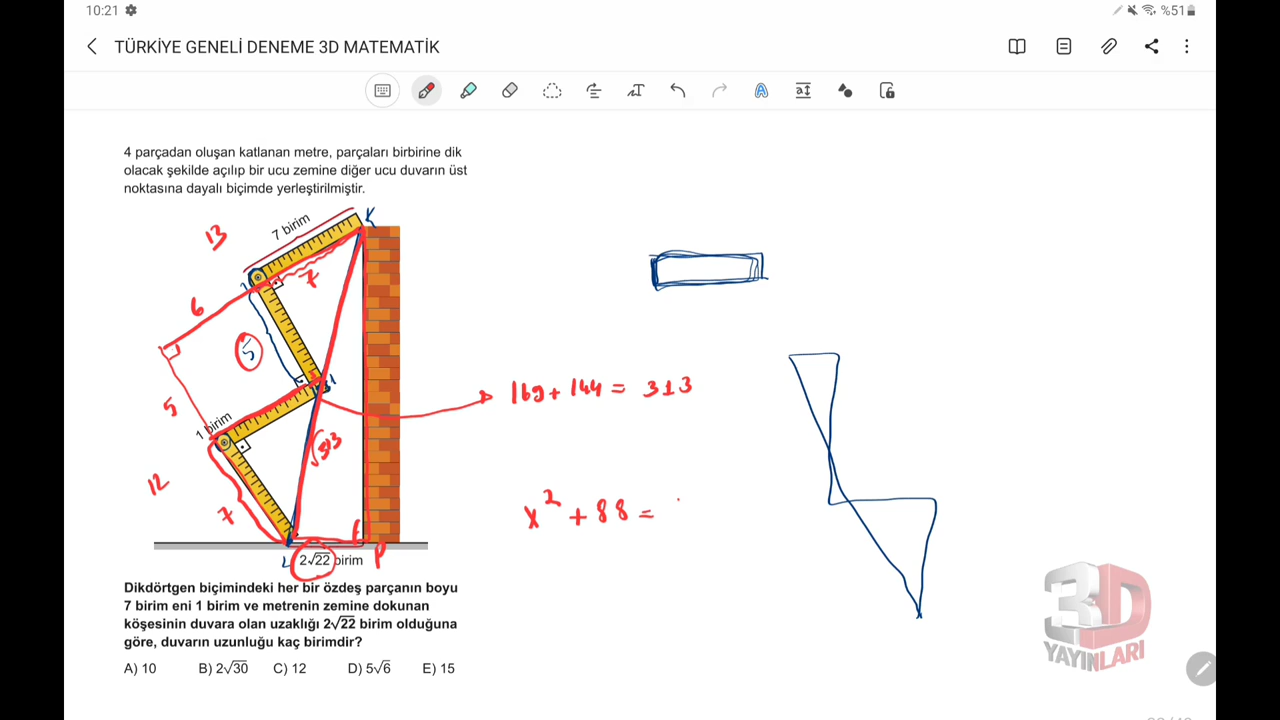 10:21
%51
TÜRKİYE GENELİ DENEME 3D MATEMATİK
4 parçadan oluşan katlanan metre, parçaları birbirine dik
olacak şekilde açılıp bir ucu zemine diğer ucu duvarın üst
noktasına dayalı biçimde yerleştirilmiştir.
K
13
7 birim
7
6
5
5
1 birim
169+144 = 313
√313
12
7
x² + 88 =
L
2√22 birim
P
Dikdörtgen biçimindeki her bir özdeş parçanın boyu
7 birim eni 1 birim ve metrenin zemine dokunan
köşesinin duvara olan uzaklığı 2√22 birim olduğuna
göre, duvarın uzunluğu kaç birimdir?
A) 10 B) 2√30 C) 12 D) 5√6 E) 15
3D
YAYINLARI